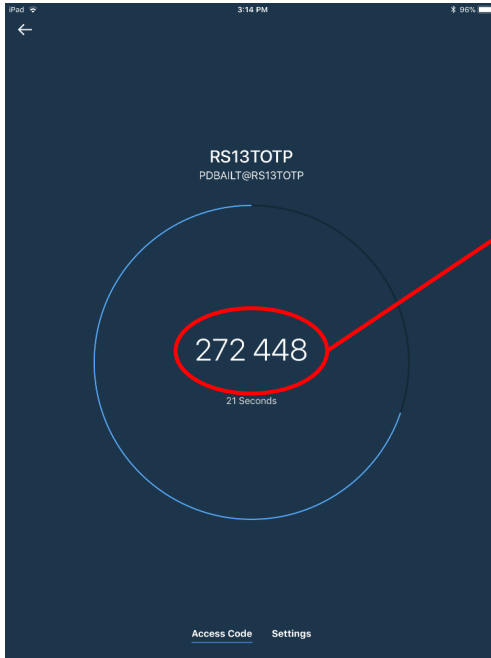 iPad 3:14 PM 96%
RS13TOTP
PDBAILT@RS13TOTP
272 448
21 Seconds
Access Code Settings